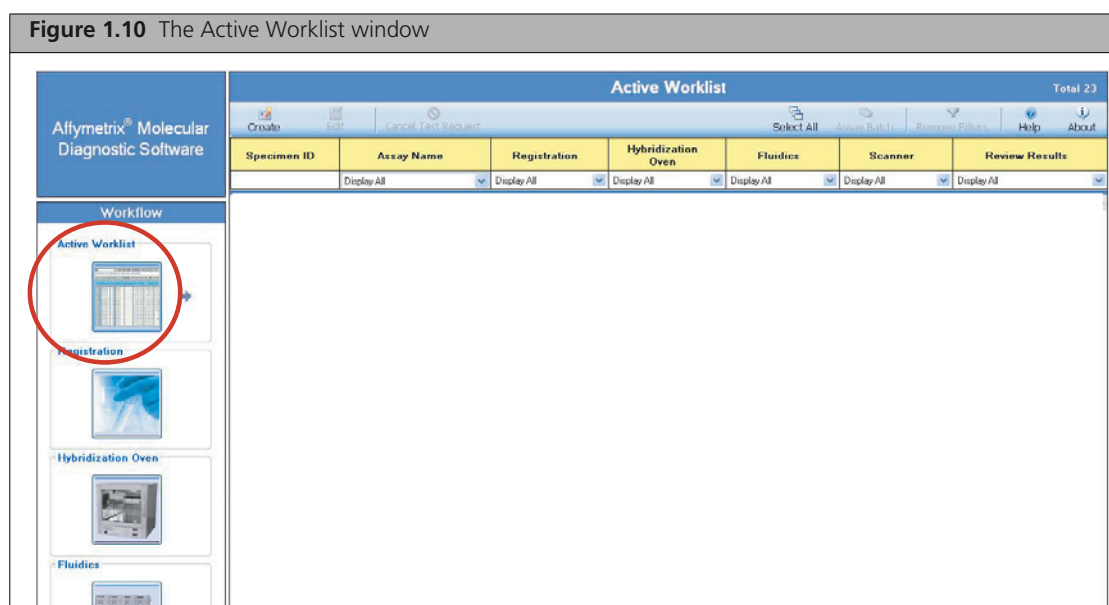 Figure 1.10 The Active Worklist window
Affymetrix® Molecular
Diagnostic Software
Active Worklist
Total 23
Create Edit Cancel Test Request Select All Assay Batch Remove Filters Help About
Specimen ID Assay Name Registration Hybridization Oven Fluidics Scanner Review Results
Display All Display All Display All Display All Display All Display All
Workflow
Active Worklist
Registration
Hybridization Oven
Fluidics